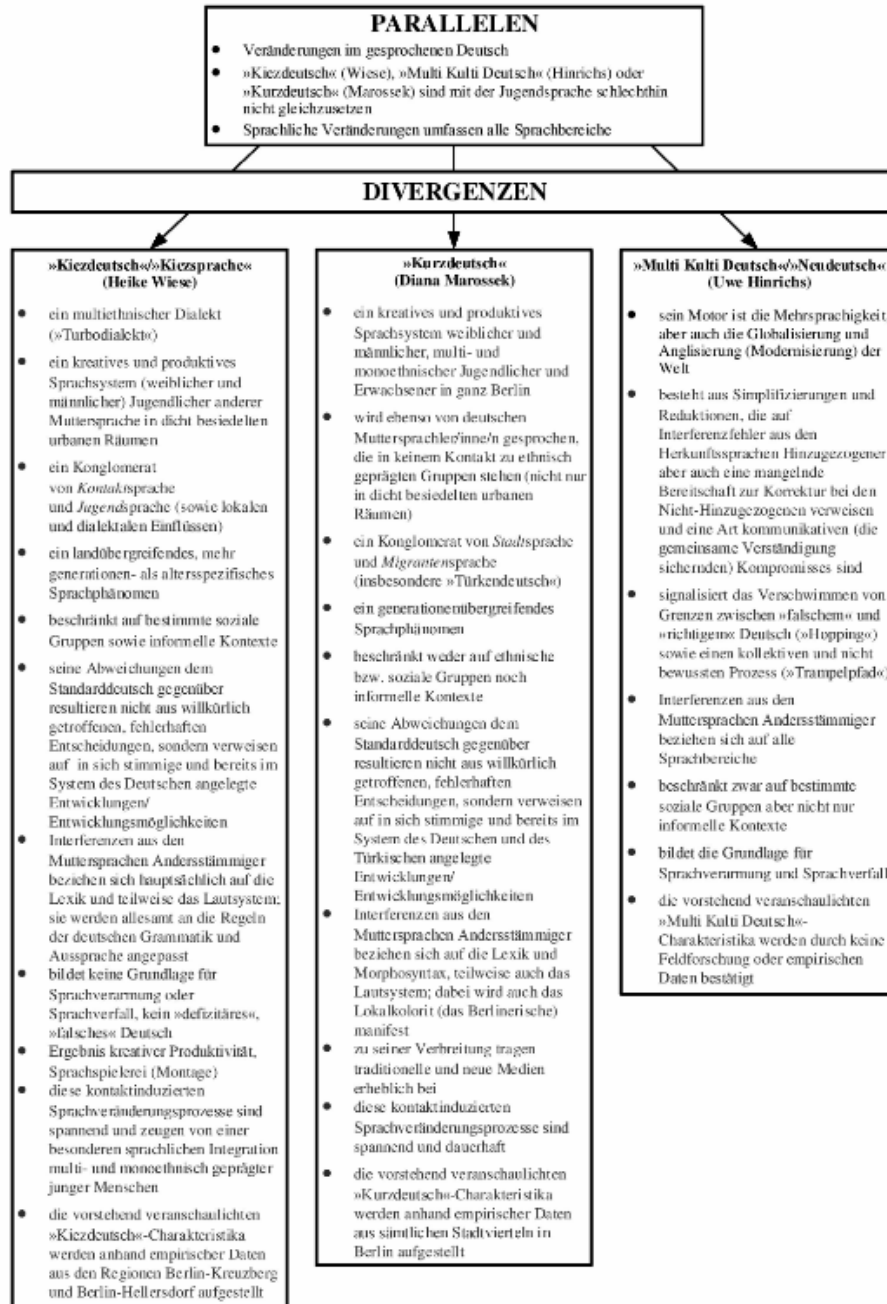 PARALLELEN
● Veränderungen im gesprochenen Deutsch
● »Kiezdeutsch« (Wiese), »Multi Kulti Deutsch« (Hinrichs) oder
»Kurzdeutsch« (Marossek) sind mit der Jugendsprache schlechthin
nicht gleichzusetzen
● Sprachliche Veränderungen umfassen alle Sprachbereiche
DIVERGENZEN
»Kiezdeutsch«/»Kiezsprache«
(Heike Wiese)
● ein multiethnischer Dialekt
(»Turbodialekt«)
● ein kreatives und produktives
Sprachsystem (weiblicher und
männlicher) Jugendlicher anderer
Muttersprache in dicht besiedelten
urbanen Räumen
● ein Konglomerat
von Kontaktsprache
und Jugendsprache (sowie lokalen
und dialektalen Einflüssen)
● ein landübergreifendes, mehr
generationen- als altersspezifisches
Sprachphänomen
● beschränkt auf bestimmte soziale
Gruppen sowie informelle Kontexte
● seine Abweichungen dem
Standarddeutsch gegenüber
resultieren nicht aus willkürlich
getroffenen, fehlerhaften
Entscheidungen, sondern verweisen
auf in sich stimmige und bereits im
System des Deutschen angelegte
Entwicklungen/
Entwicklungsmöglichkeiten
● Interferenzen aus den
Muttersprachen Andersstämmiger
beziehen sich hauptsächlich auf die
Lexik und teilweise das Lautsystem;
sie werden allesamt an die Regeln
der deutschen Grammatik und
Aussprache angepasst
● bildet keine Grundlage für
Sprachverarmung oder
Sprachverfall, kein »defizitäres«,
»falsches« Deutsch
● Ergebnis kreativer Produktivität,
Sprachspielerei (Montage)
● diese kontaktinduzierten
Sprachveränderungsprozesse sind
spannend und zeugen von einer
besonderen sprachlichen Integration
multi- und monoethnisch geprägter
junger Menschen
● die vorstehend veranschaulichten
»Kiezdeutsch«-Charakteristika
werden anhand empirischer Daten
aus den Regionen Berlin-Kreuzberg
und Berlin-Hellersdorf aufgestellt
»Kurzdeutsch«
(Diana Marossek)
● ein kreatives und produktives
Sprachsystem weiblicher und
männlicher, multi- und
monoethnischer Jugendlicher und
Erwachsener in ganz Berlin
● wird ebenso von deutschen
Muttersprachler/inne/n gesprochen,
die in keinem Kontakt zu ethnisch
geprägten Gruppen stehen (nicht nur
in dicht besiedelten urbanen
Räumen)
● ein Konglomerat von Stadtsprache
und Migrantensprache
(insbesondere »Türkendeutsch«)
● ein generationenübergreifendes
Sprachphänomen
● beschränkt weder auf ethnische
bzw. soziale Gruppen noch
informelle Kontexte
● seine Abweichungen dem
Standarddeutsch gegenüber
resultieren nicht aus willkürlich
getroffenen, fehlerhaften
Entscheidungen, sondern verweisen
auf in sich stimmige und bereits im
System des Deutschen und des
Türkischen angelegte
Entwicklungen/
Entwicklungsmöglichkeiten
● Interferenzen aus den
Muttersprachen Andersstämmiger
beziehen sich auf die Lexik und
Morphosyntax, teilweise auch das
Lautsystem; dabei wird auch das
Lokalkolorit (das Berlinerische)
manifest
● zu seiner Verbreitung tragen
traditionelle und neue Medien
erheblich bei
● diese kontaktinduzierten
Sprachveränderungsprozesse sind
spannend und dauerhaft
● die vorstehend veranschaulichten
»Kurzdeutsch«-Charakteristika
werden anhand empirischer Daten
aus sämtlichen Stadtvierteln in
Berlin aufgestellt
»Multi Kulti Deutsch«/»Neudeutsch«
(Uwe Hinrichs)
● sein Motor ist die Mehrsprachigkeit,
aber auch die Globalisierung und
Anglisierung (Modernisierung) der
Welt
● besteht aus Simplifizierungen und
Reduktionen, die auf
Interferenzfehler aus den
Herkunftssprachen Hinzugezogener
aber auch eine mangelnde
Bereitschaft zur Korrektur bei den
Nicht-Hinzugezogenen verweisen
und eine Art kommunikativen (die
gemeinsame Verständigung
sichernden) Kompromisses sind
● signalisiert das Verschwimmen von
Grenzen zwischen »falschem« und
»richtigem« Deutsch (»Hopping«)
sowie einen kollektiven und nicht
bewussten Prozess (»Trampelpfad«)
● Interferenzen aus den
Muttersprachen Andersstämmiger
beziehen sich auf alle
Sprachbereiche
● beschränkt zwar auf bestimmte
soziale Gruppen aber nicht nur
informelle Kontexte
● bildet die Grundlage für
Sprachverarmung und Sprachverfall
● die vorstehend veranschaulichten
»Multi Kulti Deutsch«-
Charakteristika werden durch keine
Feldforschung oder empirischen
Daten bestätigt